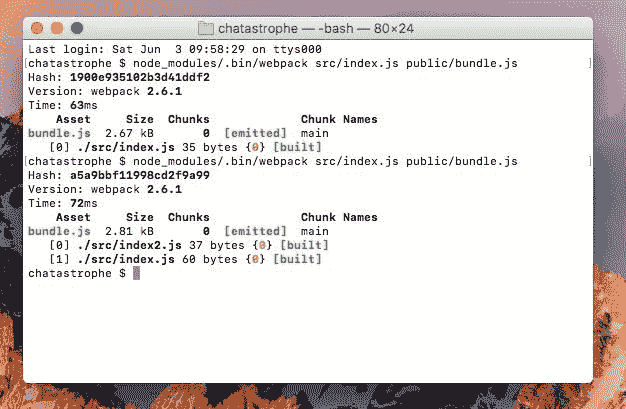 chatastrophe — -bash — 80×24
Last login: Sat Jun  3 09:58:29 on ttys000
[chatastrophe $ node_modules/.bin/webpack src/index.js public/bundle.js ]
Hash: 1900e935102b3d41ddf2
Version: webpack 2.6.1
Time: 63ms
    Asset     Size  Chunks             Chunk Names
bundle.js  2.67 kB       0  [emitted]  main
   [0] ./src/index.js 35 bytes {0} [built]
[chatastrophe $ node_modules/.bin/webpack src/index.js public/bundle.js ]
Hash: a5a9bbf11998cd2f9a99
Version: webpack 2.6.1
Time: 72ms
    Asset     Size  Chunks             Chunk Names
bundle.js  2.81 kB       0  [emitted]  main
   [0] ./src/index2.js 37 bytes {0} [built]
   [1] ./src/index.js 60 bytes {0} [built]
chatastrophe $